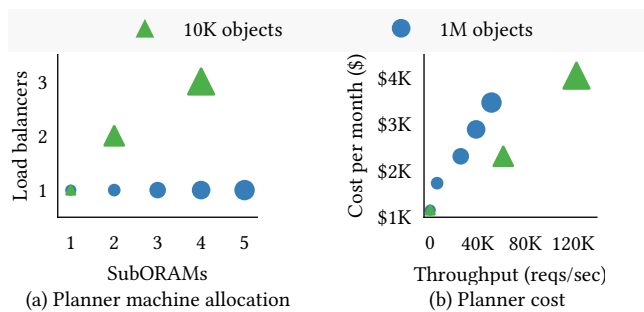 10K objects 1M objects
Load balancers
3
2
1
1 2 3 4 5
SubORAMs
(a) Planner machine allocation
Cost per month ($)
$4K
$3K
$2K
$1K
0 40K 80K 120K
Throughput (reqs/sec)
(b) Planner cost